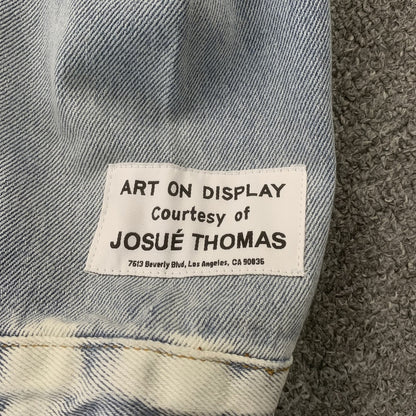 ART ON DISPLAY
Courtesy of
JOSUÉ THOMAS
7613 Beverly Blvd, Los Angeles, CA 90036